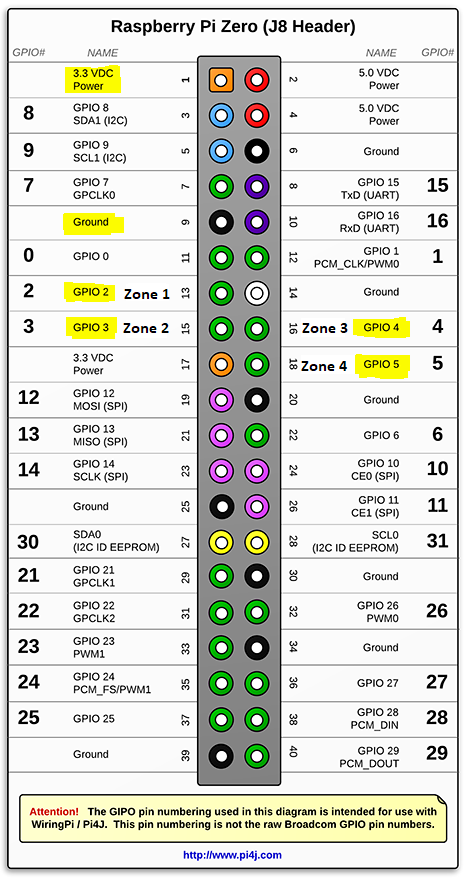 Raspberry Pi Zero (J8 Header)
GPIO# NAME NAME GPIO#
3.3 VDC
Power 1 2 5.0 VDC
Power
8 GPIO 8
SDA1 (I2C) 3 4 5.0 VDC
Power
9 GPIO 9
SCL1 (I2C) 5 6 Ground
7 GPIO 7
GPCLK0 7 8 GPIO 15
TxD (UART) 15
Ground 9 10 GPIO 16
RxD (UART) 16
0 GPIO 0 11 12 GPIO 1
PCM_CLK/PWM0 1
2 GPIO 2 Zone 1 13 14 Ground
3 GPIO 3 Zone 2 15 16 Zone 3 GPIO 4 4
3.3 VDC
Power 17 18 Zone 4 GPIO 5 5
12 GPIO 12
MOSI (SPI) 19 20 Ground
13 GPIO 13
MISO (SPI) 21 22 GPIO 6 6
14 GPIO 14
SCLK (SPI) 23 24 GPIO 10
CE0 (SPI) 10
Ground 25 26 GPIO 11
CE1 (SPI) 11
30 SDA0
(I2C ID EEPROM) 27 28 SCL0
(I2C ID EEPROM) 31
21 GPIO 21
GPCLK1 29 30 Ground
22 GPIO 22
GPCLK2 31 32 GPIO 26
PWM0 26
23 GPIO 23
PWM1 33 34 Ground
24 GPIO 24
PCM_FS/PWM1 35 36 GPIO 27 27
25 GPIO 25 37 38 GPIO 28
PCM_DIN 28
Ground 39 40 GPIO 29
PCM_DOUT 29
Attention! The GIPO pin numbering used in this diagram is intended for use with
WiringPi / Pi4J. This pin numbering is not the raw Broadcom GPIO pin numbers.
http://www.pi4j.com